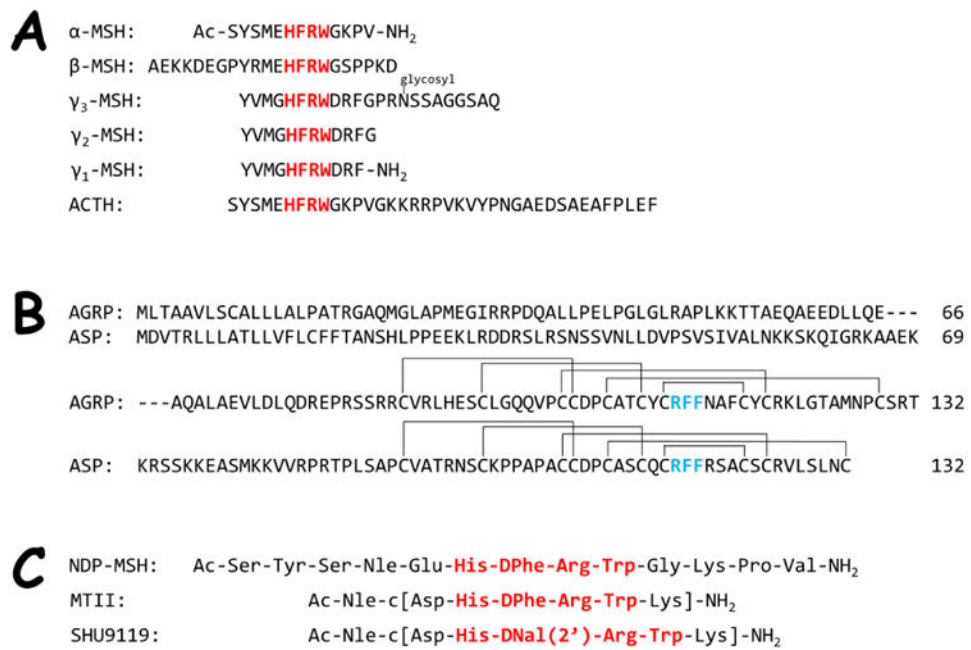 A
α-MSH: Ac-SYSMEHFRWGKPV-NH₂
β-MSH: AEKKDEGPYRMEHFRWGSPPKD
glycosyl
γ₃-MSH: YVMGHFRWDRFGPRNSSAGGSAQ
γ₂-MSH: YVMGHFRWDRFG
γ₁-MSH: YVMGHFRWDRF-NH₂
ACTH: SYSMEHFRWGKPVGKKRRPVKVYPNGAEDSAEAFPLEF
B
AGRP: MLTAAVLSCALLLALPATRGAQMGLAPMEGIRRPDQALLPELPGLGLRAPLKKTTAEQAEEDLLQE--- 66
ASP: MDVTRLLLATLLVFLCFFTANSHLPPEEKLRDDRSLRSNSSVNLLDVPSVSIVALNKKSKQIGRKAAEK 69
AGRP: ---AQALAEVLDLQDREPRSSRRCVRLHESCLGQQVPCCDPCATCYCRFFNAFCYCRKLGTAMNPCSRT 132
ASP: KRSSKKEASMKKVVRPRTPLSAPCVATRNSCKPPAPACCDPCASCQCRFFRSACSCRVLSLNC 132
C
NDP-MSH: Ac-Ser-Tyr-Ser-Nle-Glu-His-DPhe-Arg-Trp-Gly-Lys-Pro-Val-NH₂
MTII: Ac-Nle-c[Asp-His-DPhe-Arg-Trp-Lys]-NH₂
SHU9119: Ac-Nle-c[Asp-His-DNal(2')-Arg-Trp-Lys]-NH₂